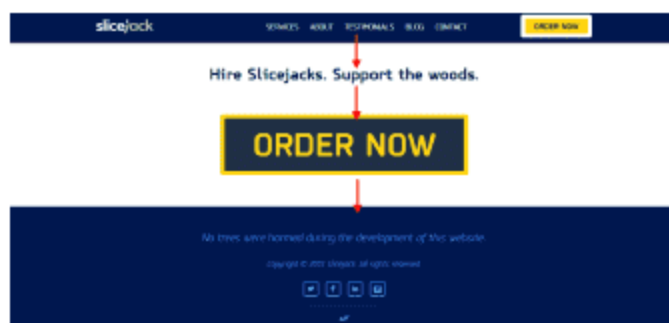 slicejack SERVICES ABOUT TESTIMONIALS BLOG CONTACT ORDER NOW
Hire Slicejacks. Support the woods.
ORDER NOW
No trees were harmed during the development of this website.